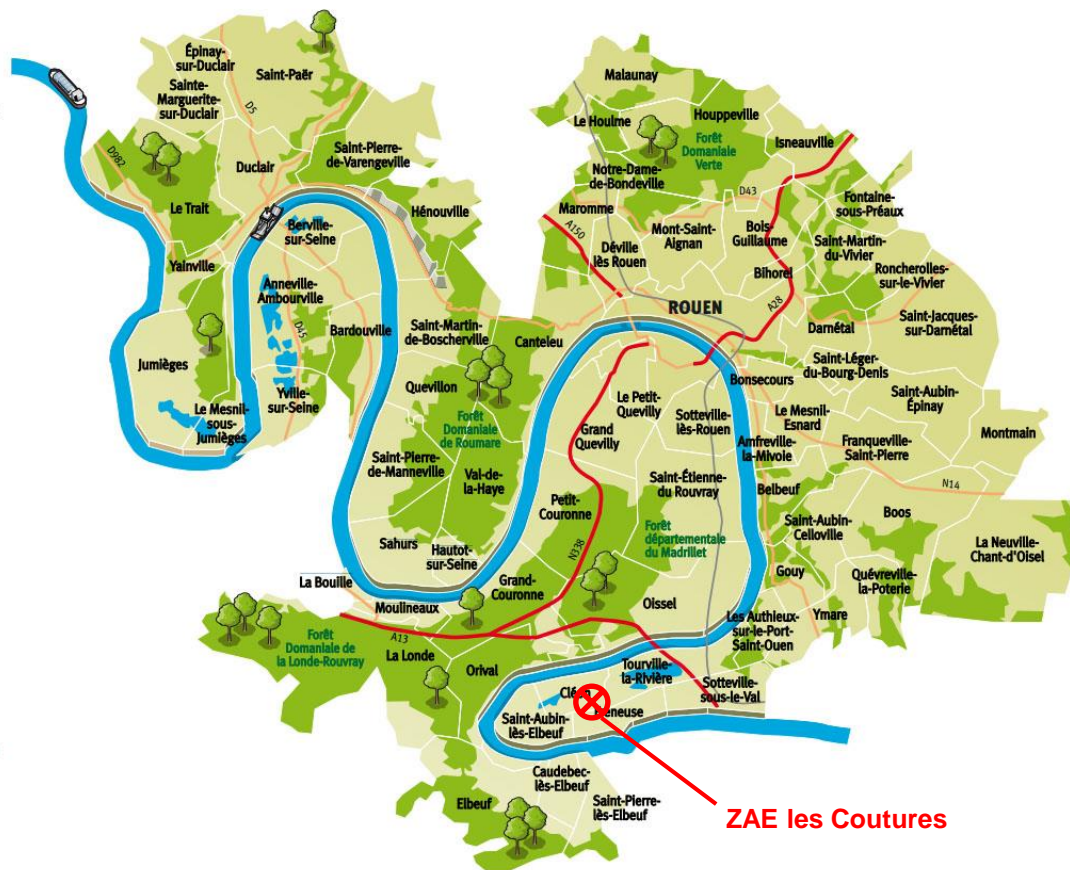 Épinay-
sur-Duclair
Saint-Paër
Sainte-
Marguerite-
sur-Duclair
D5
Saint-Pierre-
de-Varengeville
Duclair
D982
Le Trait
Hénouville
Berville-
sur-Seine
Yainville
Anneville-
Ambourville
D45
Bardouville
Saint-Martin-
de-Boscherville
Canteleu
Jumièges
Quevillon
Yville-
sur-Seine
Le Mesnil-
sous-
Jumièges
Forêt
Domaniale
de Roumare
Saint-Pierre-
de-Manneville
Val-de-
la-Haye
Sahurs
Hautot-
sur-Seine
Malaunay
Le Houlme
Houppeville
Forêt
Domaniale
Verte
Isneauville
Notre-Dame-
de-Bondeville
D43
Maromme
Fontaine-
sous-Préaux
A150
Mont-Saint-
Aignan
Bois-
Guillaume
Déville
lès Rouen
Saint-Martin-
du-Vivier
Bihorel
Roncherolles-
sur-le-Vivier
ROUEN
A28
Darnétal
Saint-Jacques-
sur-Darnétal
Saint-Léger-
du-Bourg-Denis
Bonsecours
Le Petit-
Quevilly
Saint-Aubin-
Épinay
Sotteville-
lès-Rouen
Le Mesnil-
Esnard
Grand
Quevilly
Amfreville-
la-Mivoie
Franqueville-
Saint-Pierre
Montmain
Saint-Étienne-
du Rouvray
Belbeuf
N14
Petit-
Couronne
Boos
Saint-Aubin-
Celloville
Forêt
départementale
du Madrillet
N338
La Neuville-
Chant-d'Oisel
Gouy
Quévreville-
la-Poterie
Grand-
Couronne
La Bouille
Moulineaux
Oissel
Les Authieux-
sur-le-Port-
Saint-Ouen
Ymare
A13
Forêt
Domaniale de
la Londe-Rouvray
La Londe
Orival
Tourville-
la-Rivière
Sotteville-
sous-le-Val
Saint-Aubin-
lès-Elbeuf
Caudebec-
lès-Elbeuf
Elbeuf
Saint-Pierre-
lès-Elbeuf
ZAE les Coutures